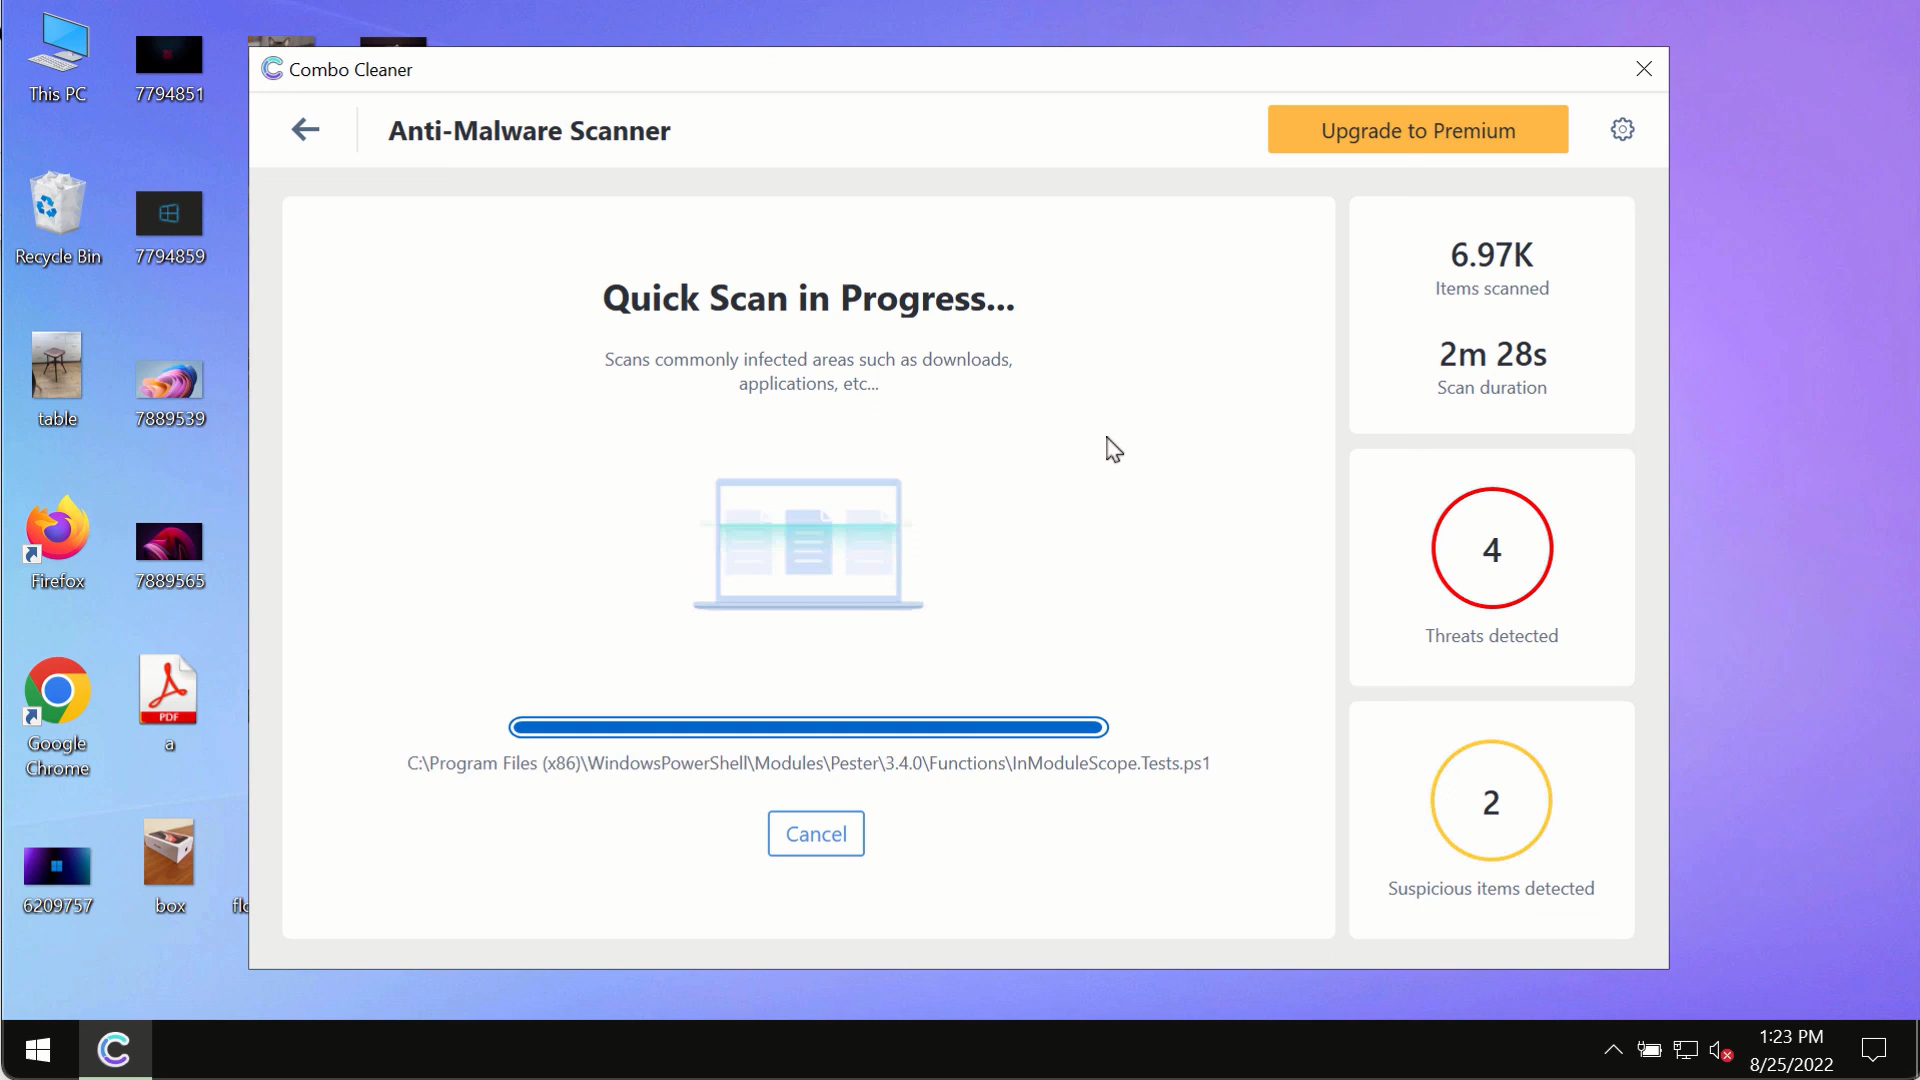 This PC
7794851
Recycle Bin
7794859
table
7889539
Firefox
7889565
Google
Chrome
PDF
a
6209757
box
Combo Cleaner
Anti-Malware Scanner
Upgrade to Premium
Quick Scan in Progress...
Scans commonly infected areas such as downloads,
applications, etc...
C:\Program Files (x86)\WindowsPowerShell\Modules\Pester\3.4.0\Functions\InModuleScope.Tests.ps1
Cancel
6.97K
Items scanned
2m 28s
Scan duration
4
Threats detected
2
Suspicious items detected
1:23 PM
8/25/2022